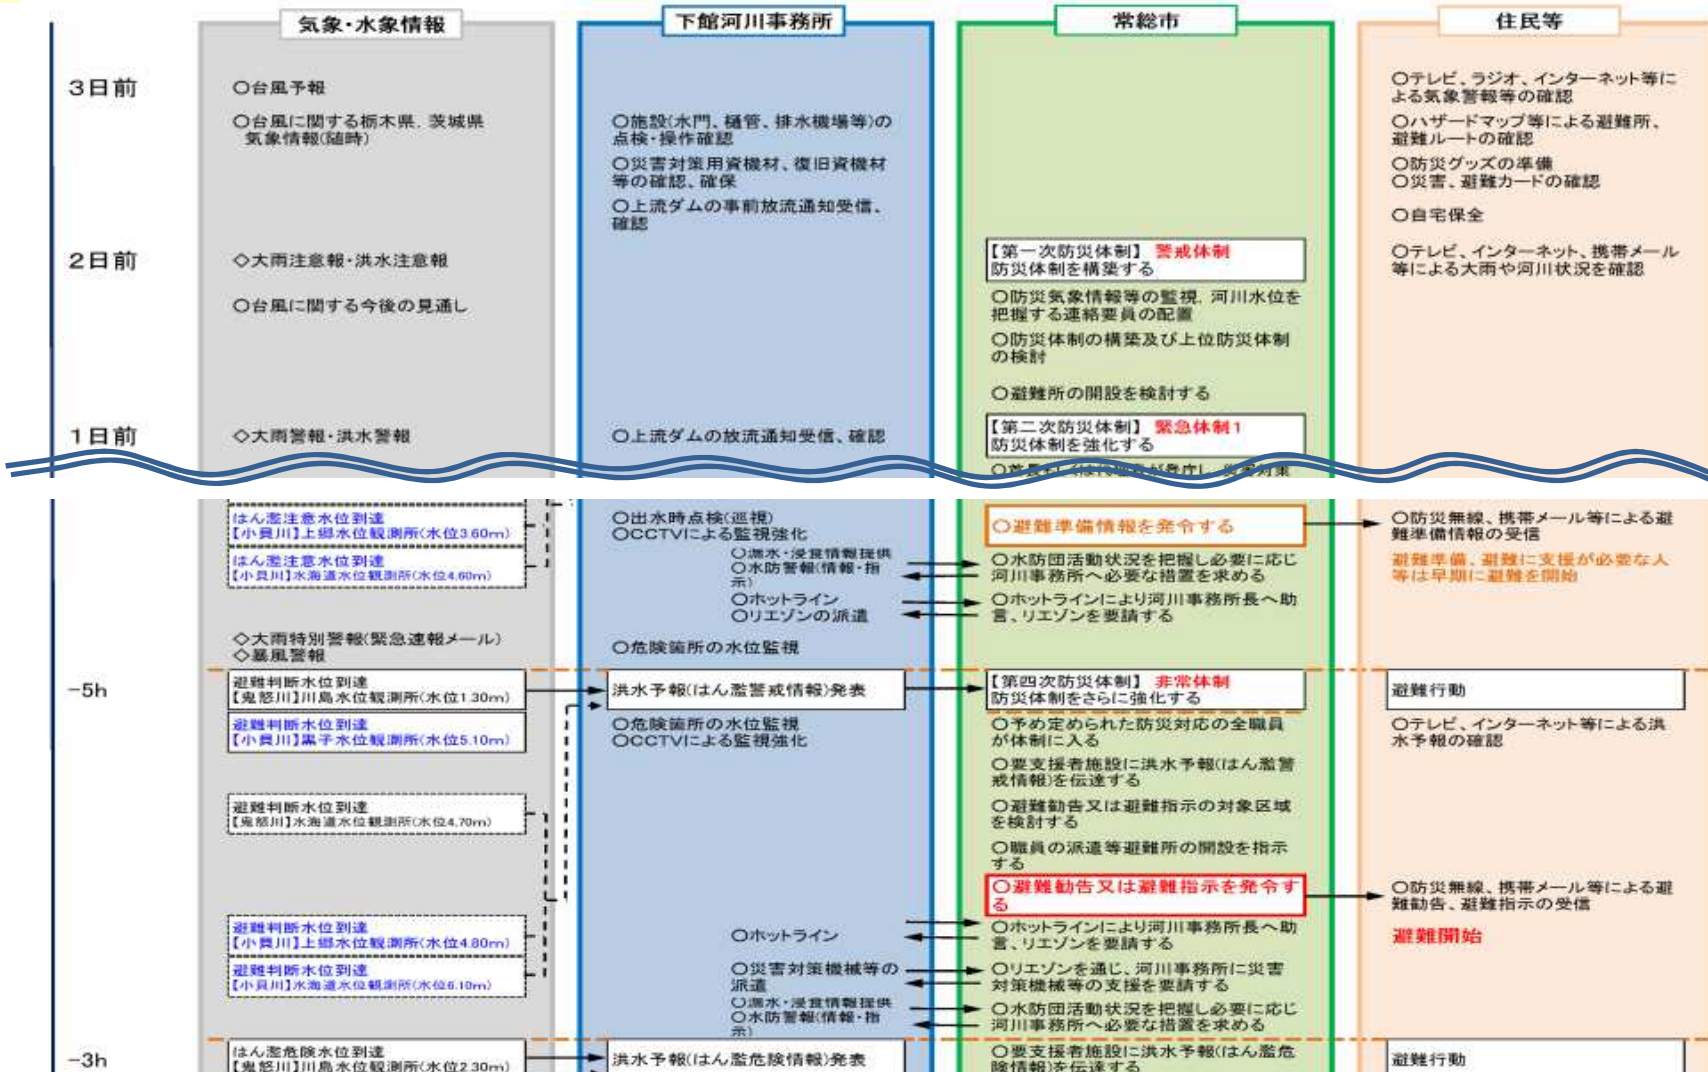 気象・水象情報
下館河川事務所
常総市
住民等
3日前
○台風予報
○台風に関する栃木県、茨城県
気象情報(随時)
○施設(水門、樋管、排水機場等)の
点検・操作確認
○災害対策用資機材、復旧資機材
等の確認、確保
○上流ダムの事前放流通知受信、
確認
○テレビ、ラジオ、インターネット等に
よる気象警報等の確認
○ハザードマップ等による避難所、
避難ルートの確認
○防災グッズの準備
○災害、避難カードの確認
○自宅保全
2日前
◇大雨注意報・洪水注意報
○台風に関する今後の見通し
【第一次防災体制】 警戒体制
防災体制を構築する
○防災気象情報等の監視、河川水位を
把握する連絡要員の配置
○防災体制の構築及び上位防災体制
の検討
○避難所の開設を検討する
○テレビ、インターネット、携帯メール
等による大雨や河川状況を確認
1日前
◇大雨警報・洪水警報
○上流ダムの放流通知受信、確認
【第二次防災体制】 緊急体制1
防災体制を強化する
はん濫注意水位到達
【小貝川】上郷水位観測所(水位3.60m)
はん濫注意水位到達
【小貝川】水海道水位観測所(水位4.60m)
◇大雨特別警報(緊急速報メール)
◇暴風警報
○出水時点検(巡視)
○CCTVによる監視強化
○漏水・浸食情報提供
○水防警報(情報・指
示)
○ホットライン
○リエゾンの派遣
○危険箇所の水位監視
○避難準備情報を発令する
○水防団活動状況を把握し必要に応じ
河川事務所へ必要な措置を求める
○ホットラインにより河川事務所長へ助
言、リエゾンを要請する
○防災無線、携帯メール等による避
難準備情報の受信
避難準備、避難に支援が必要な人
等は早期に避難を開始
-5h
避難判断水位到達
【鬼怒川】川島水位観測所(水位1.30m)
避難判断水位到達
【小貝川】黒子水位観測所(水位5.10m)
避難判断水位到達
【鬼怒川】水海道水位観測所(水位4.70m)
避難判断水位到達
【小貝川】上郷水位観測所(水位4.80m)
避難判断水位到達
【小貝川】水海道水位観測所(水位6.10m)
洪水予報(はん濫警戒情報)発表
○危険箇所の水位監視
○CCTVによる監視強化
○ホットライン
○災害対策機械等の
派遣
○漏水・浸食情報提供
○水防警報(情報・指
示)
【第四次防災体制】 非常体制
防災体制をさらに強化する
○予め定められた防災対応の全職員
が体制に入る
○要支援者施設に洪水予報(はん濫警
戒情報)を伝達する
○避難勧告又は避難指示の対象区域
を検討する
○職員の派遣等避難所の開設を指示
する
○避難勧告又は避難指示を発令す
る
○ホットラインにより河川事務所長へ助
言、リエゾンを要請する
○リエゾンを通じ、河川事務所に災害
対策機械等の支援を要請する
○水防団活動状況を把握し必要に応じ
河川事務所へ必要な措置を求める
避難行動
○テレビ、インターネット等による洪
水予報の確認
○防災無線、携帯メール等による避
難勧告、避難指示の受信
避難開始
-3h
はん濫危険水位到達
【鬼怒川】川島水位観測所(水位2.30m)
洪水予報(はん濫危険情報)発表
○要支援者施設に洪水予報(はん濫危
険情報)を伝達する
避難行動